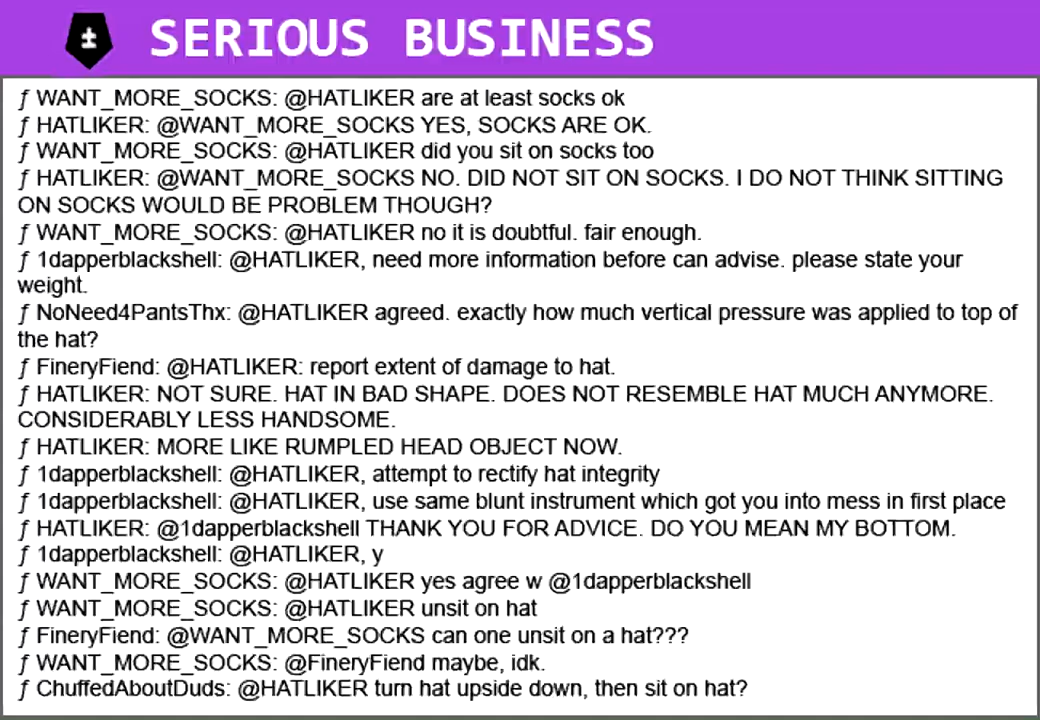 SERIOUS BUSINESS
ƒ WANT_MORE_SOCKS: @HATLIKER are at least socks ok
ƒ HATLIKER: @WANT_MORE_SOCKS YES, SOCKS ARE OK.
ƒ WANT_MORE_SOCKS: @HATLIKER did you sit on socks too
ƒ HATLIKER: @WANT_MORE_SOCKS NO. DID NOT SIT ON SOCKS. I DO NOT THINK SITTING
ON SOCKS WOULD BE PROBLEM THOUGH?
ƒ WANT_MORE_SOCKS: @HATLIKER no it is doubtful. fair enough.
ƒ 1dapperblackshell: @HATLIKER, need more information before can advise. please state your
weight.
ƒ NoNeed4PantsThx: @HATLIKER agreed. exactly how much vertical pressure was applied to top of
the hat?
ƒ FineryFiend: @HATLIKER: report extent of damage to hat.
ƒ HATLIKER: NOT SURE. HAT IN BAD SHAPE. DOES NOT RESEMBLE HAT MUCH ANYMORE.
CONSIDERABLY LESS HANDSOME.
ƒ HATLIKER: MORE LIKE RUMPLED HEAD OBJECT NOW.
ƒ 1dapperblackshell: @HATLIKER, attempt to rectify hat integrity
ƒ 1dapperblackshell: @HATLIKER, use same blunt instrument which got you into mess in first place
ƒ HATLIKER: @1dapperblackshell THANK YOU FOR ADVICE. DO YOU MEAN MY BOTTOM.
ƒ 1dapperblackshell: @HATLIKER, y
ƒ WANT_MORE_SOCKS: @HATLIKER yes agree w @1dapperblackshell
ƒ WANT_MORE_SOCKS: @HATLIKER unsit on hat
ƒ FineryFiend: @WANT_MORE_SOCKS can one unsit on a hat???
ƒ WANT_MORE_SOCKS: @FineryFiend maybe, idk.
ƒ ChuffedAboutDuds: @HATLIKER turn hat upside down, then sit on hat?